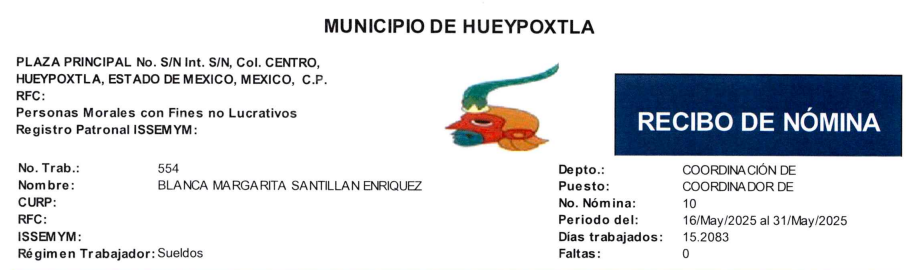 MUNICIPIO DE HUEYPOXTLA
PLAZA PRINCIPAL No. S/N Int. S/N, Col. CENTRO,
HUEYPOXTLA, ESTADO DE MEXICO, MEXICO, C.P.
RFC:
Personas Morales con Fines no Lucrativos
Registro Patronal ISSEMYM:
RECIBO DE NÓMINA
No. Trab.: 554
Nombre: BLANCA MARGARITA SANTILLAN ENRIQUEZ
CURP:
RFC:
ISSEMYM:
Régimen Trabajador: Sueldos
Depto.: COORDINACIÓN DE
Puesto: COORDINADOR DE
No. Nómina: 10
Periodo del: 16/May/2025 al 31/May/2025
Días trabajados: 15.2083
Faltas: 0